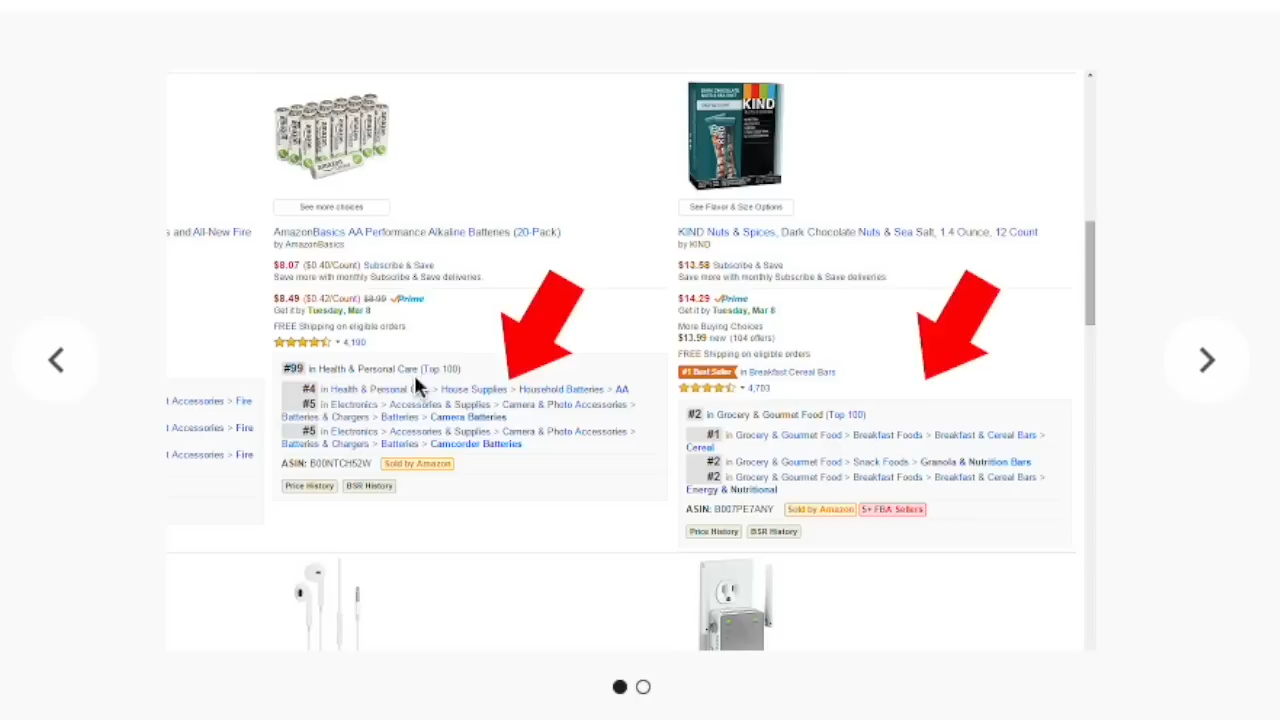 KIND
See more choices
See Flavor & Size Options
s and All-New Fire
AmazonBasics AA Performance Alkaline Batteries (20-Pack)
by AmazonBasics
$8.07 ($0.40/Count) Subscribe & Save
Save more with monthly Subscribe & Save deliveries.
$8.49 ($0.42/Count) $8.99 Prime
Get it by Tuesday, Mar 8
FREE Shipping on eligible orders
4,190
#99 in Health & Personal Care (Top 100)
#4 in Health & Personal > House Supplies > Household Batteries > AA
#5 in Electronics > Accessories & Supplies > Camera & Photo Accessories >
Batteries & Chargers > Batteries > Camera Batteries
#5 in Electronics > Accessories & Supplies > Camera & Photo Accessories >
Batteries & Chargers > Batteries > Camcorder Batteries
ASIN: B00NTCH52W Sold by Amazon
Price History BSR History
t Accessories > Fire
t Accessories > Fire
t Accessories > Fire
KIND Nuts & Spices, Dark Chocolate Nuts & Sea Salt, 1.4 Ounce, 12 Count
by KIND
$13.58 Subscribe & Save
Save more with monthly Subscribe & Save deliveries
$14.29 Prime
Get it by Tuesday, Mar 8
More Buying Choices
$13.99 new (104 offers)
FREE Shipping on eligible orders
#1 Best Seller in Breakfast Cereal Bars
4,703
#2 in Grocery & Gourmet Food (Top 100)
#1 in Grocery & Gourmet Food > Breakfast Foods > Breakfast & Cereal Bars >
Cereal
#2 in Grocery & Gourmet Food > Snack Foods > Granola & Nutrition Bars
#2 in Grocery & Gourmet Food > Breakfast Foods > Breakfast & Cereal Bars >
Energy & Nutritional
ASIN: B007PE7ANY Sold by Amazon 5+ FBA Sellers
Price History BSR History